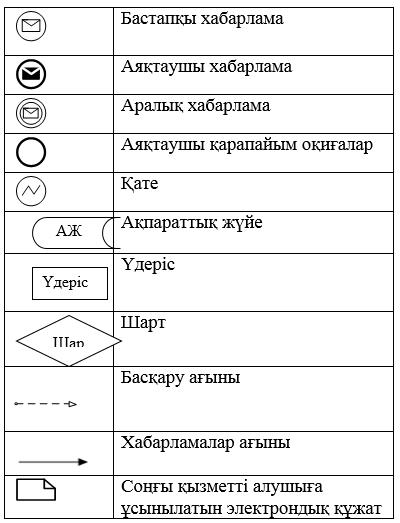 Бастапқы хабарлама
Аяқтаушы хабарлама
Аралық хабарлама
Аяқтаушы қарапайым оқиғалар
Қате
АЖ
Ақпараттық жүйе
Үдеріс
Үдеріс
Шар
Шарт
Басқару ағыны
Хабарламалар ағыны
Соңғы қызметті алушыға
ұсынылатын электрондық құжат